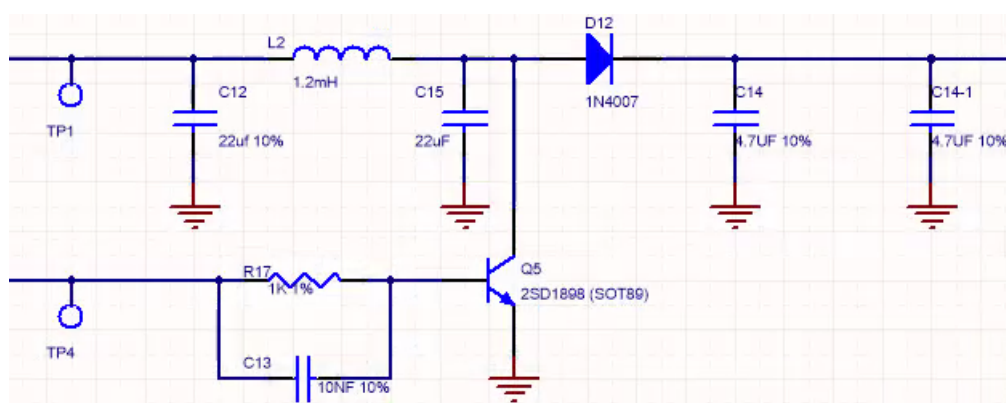 D12
L2
1.2mH
1N4007
C12
22uf 10%
C15
22uF
C14
4.7UF 10%
C14-1
4.7UF 10%
TP1
R17
1K 1%
Q5
2SD1898 (SOT89)
TP4
C13
10NF 10%